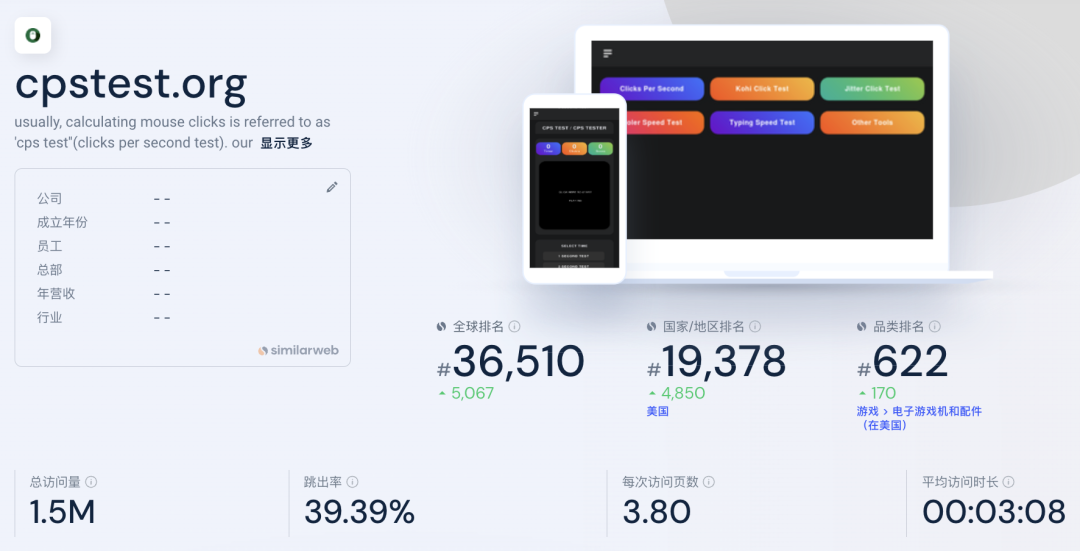 cpstest.org
usually, calculating mouse clicks is referred to as
'cps test"(clicks per second test). our 显示更多
公司 - -
成立年份 - -
员工 - -
总部 - -
年营收 - -
行业 - -
similarweb
Clicks Per Second
Kohi Click Test
Jitter Click Test
ler Speed Test
Typing Speed Test
Other Tools
CPS TEST / CPS TESTER
0
0
0
SELECT TIME
1 SECOND TEST
全球排名
#36,510
5,067
国家/地区排名
#19,378
4,850
美国
品类排名
#622
170
游戏 > 电子游戏机和配件
(在美国)
总访问量
1.5M
跳出率
39.39%
每次访问页数
3.80
平均访问时长
00:03:08